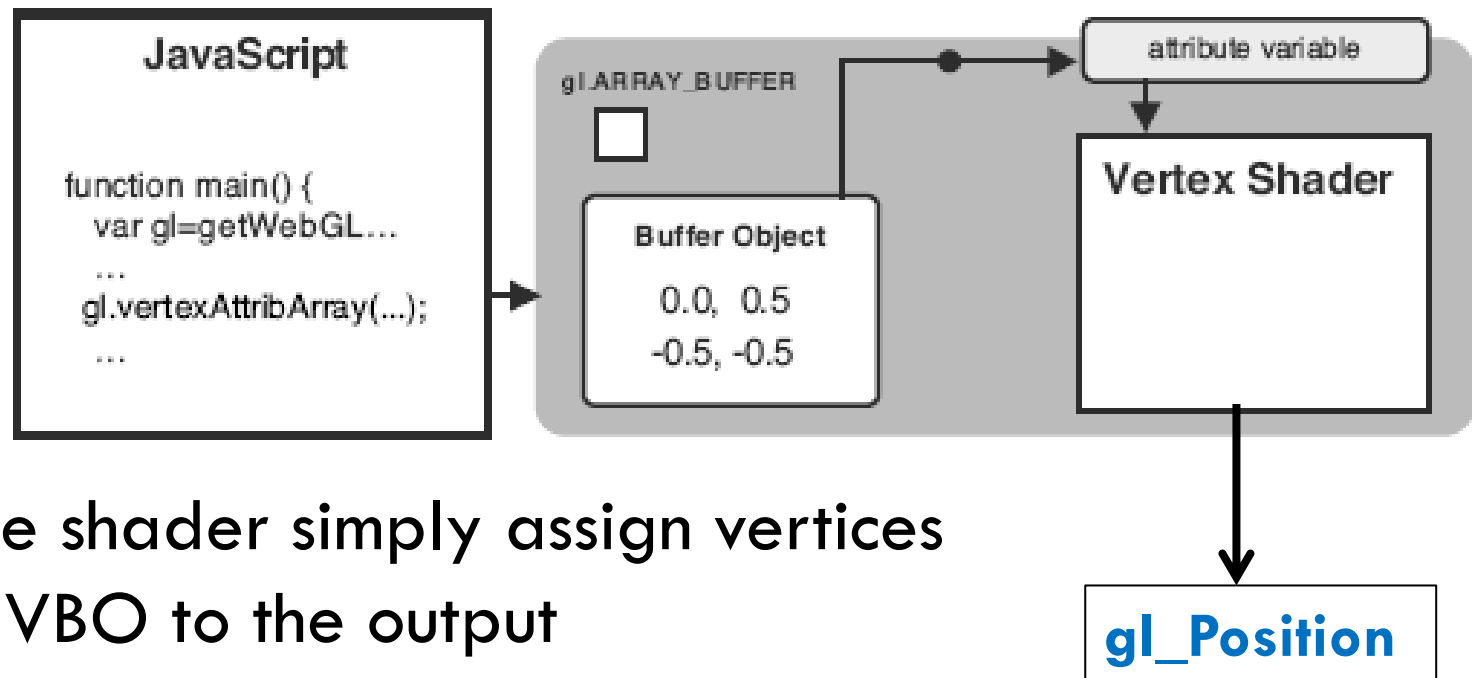 JavaScript
function main() {
var gl=getWebGL...
...
gl.vertexAttribArray(...);
...
gl.ARRAY_BUFFER
Buffer Object
0.0, 0.5
-0.5, -0.5
attribute variable
Vertex Shader
e shader simply assign vertices
VBO to the output
gl_Position